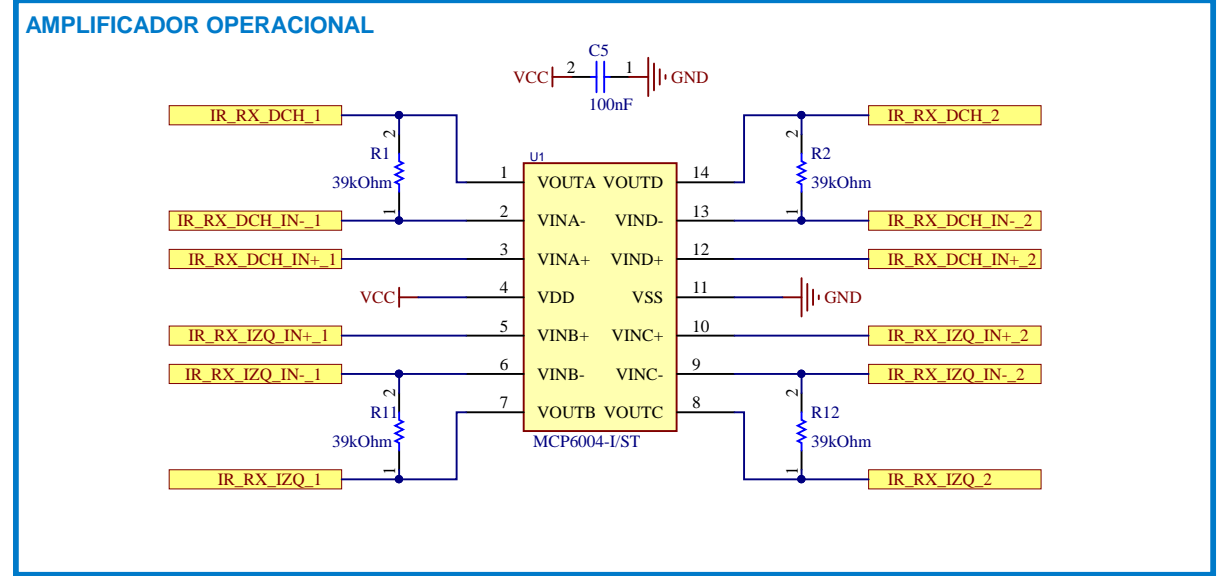 AMPLIFICADOR OPERACIONAL
C5
VCC 2 1 GND
100nF
IR_RX_DCH_1
IR_RX_DCH_2
2
2
R1
R2
39kOhm
39kOhm
1
1
U1
1 VOUTA VOUTD 14
IR_RX_DCH_IN-_1 2 VINA- VIND- 13 IR_RX_DCH_IN-_2
IR_RX_DCH_IN+_1 3 VINA+ VIND+ 12 IR_RX_DCH_IN+_2
VCC 4 VDD VSS 11 GND
IR_RX_IZQ_IN+_1 5 VINB+ VINC+ 10 IR_RX_IZQ_IN+_2
IR_RX_IZQ_IN-_1 6 VINB- VINC- 9 IR_RX_IZQ_IN-_2
7 VOUTB VOUTC 8
MCP6004-I/ST
2
2
R11
R12
39kOhm
39kOhm
1
1
IR_RX_IZQ_1
IR_RX_IZQ_2